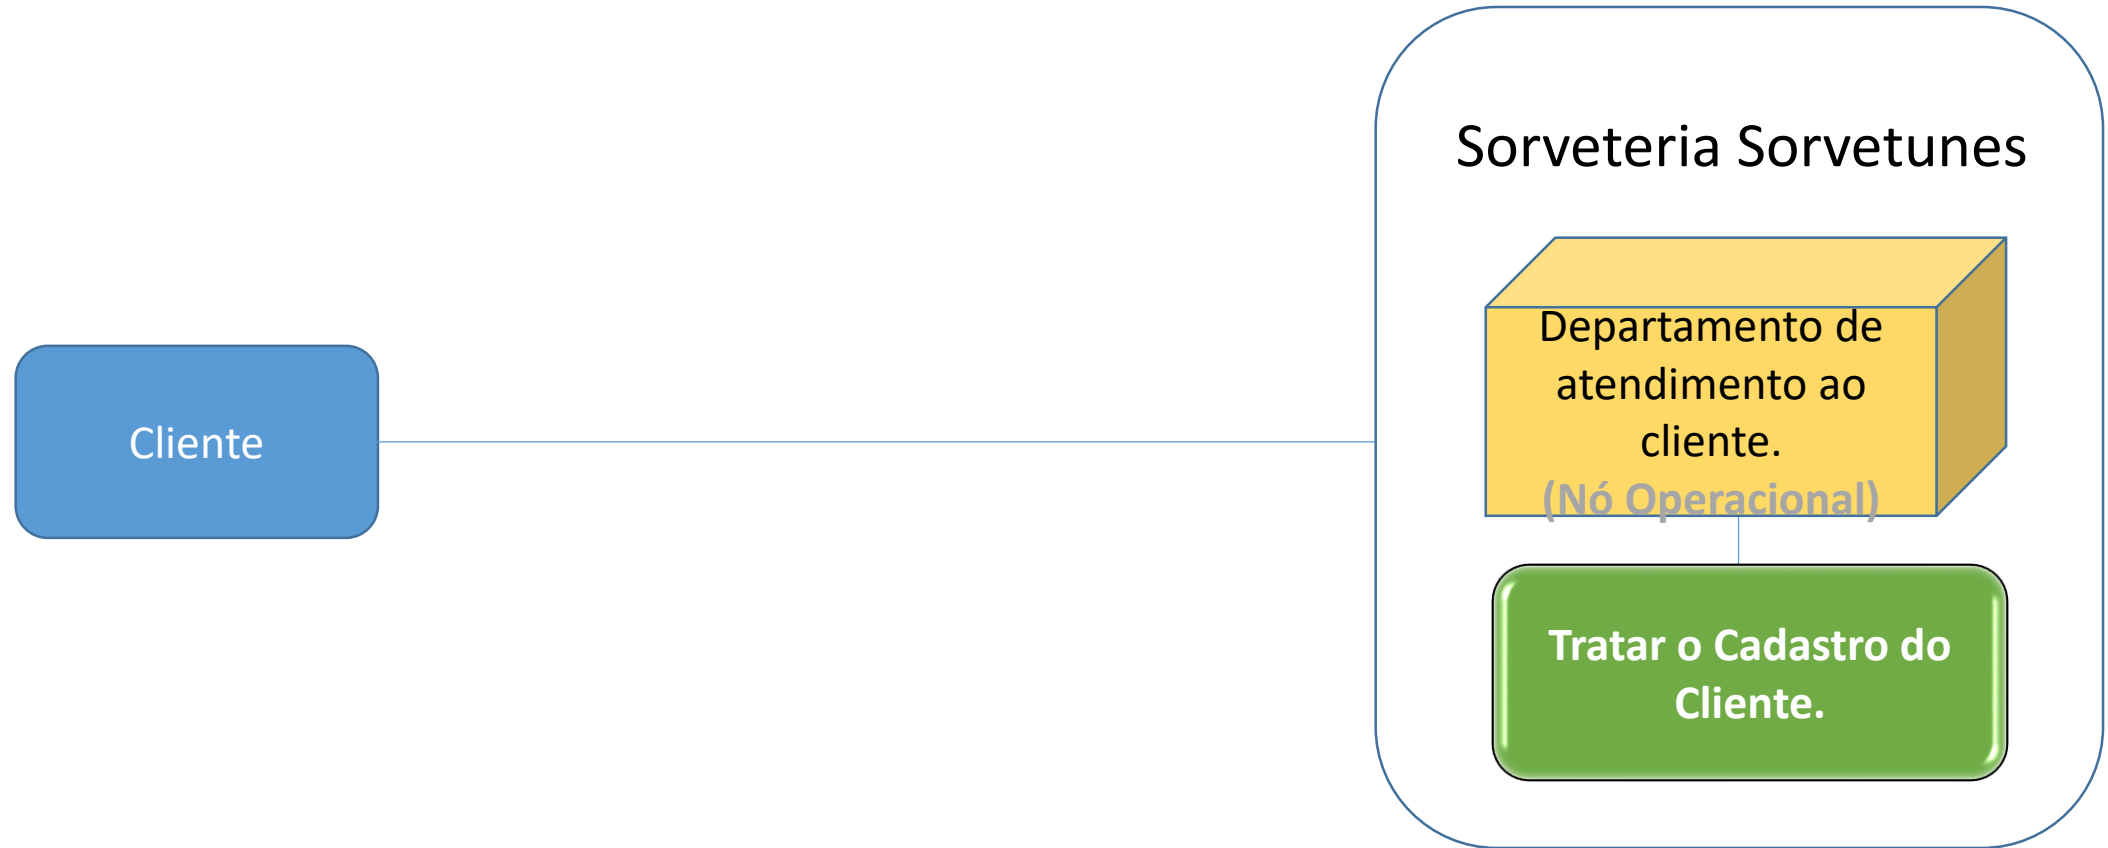 Sorveteria Sorvetunes
Departamento de
atendimento ao
cliente.
(Nó Operacional)
Cliente
Tratar o Cadastro do
Cliente.